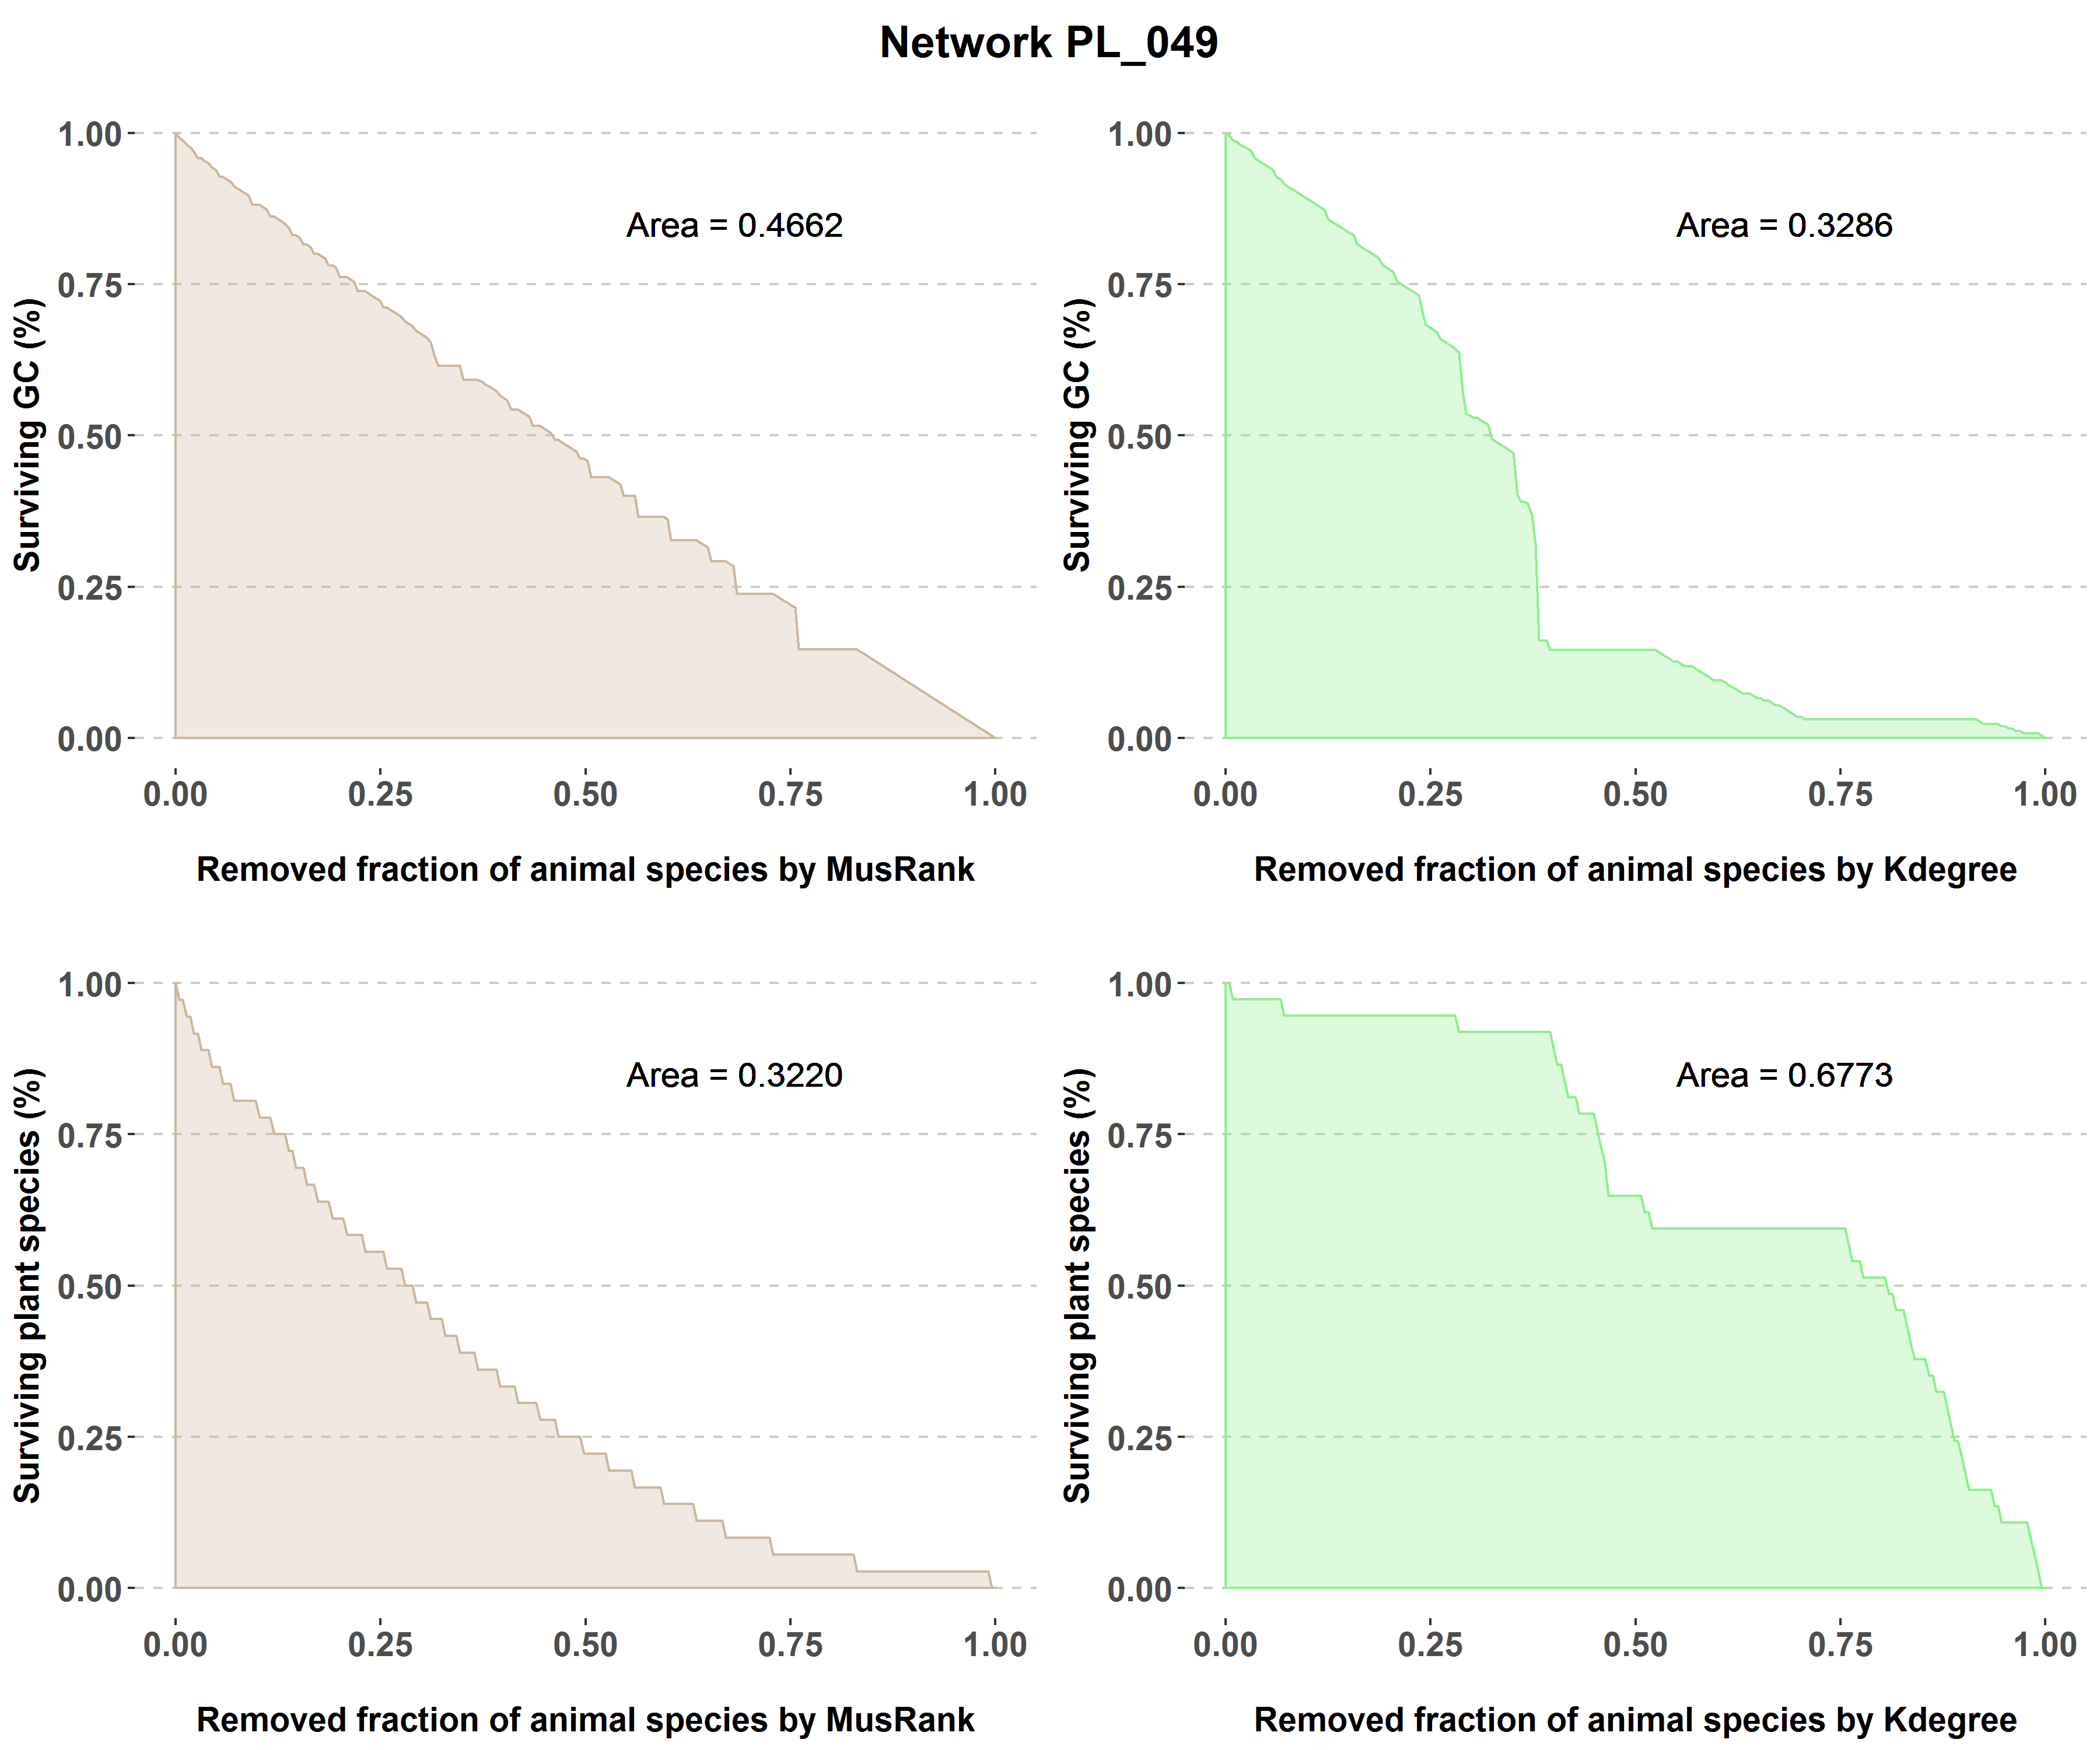 Network PL_049
Surviving GC (%)
1.00
0.75
0.50
0.25
0.00
Area = 0.4662
0.00 0.25 0.50 0.75 1.00
Removed fraction of animal species by MusRank
Surviving GC (%)
1.00
0.75
0.50
0.25
0.00
Area = 0.3286
0.00 0.25 0.50 0.75 1.00
Removed fraction of animal species by Kdegree
Surviving plant species (%)
1.00
0.75
0.50
0.25
0.00
Area = 0.3220
0.00 0.25 0.50 0.75 1.00
Removed fraction of animal species by MusRank
Surviving plant species (%)
1.00
0.75
0.50
0.25
0.00
Area = 0.6773
0.00 0.25 0.50 0.75 1.00
Removed fraction of animal species by Kdegree